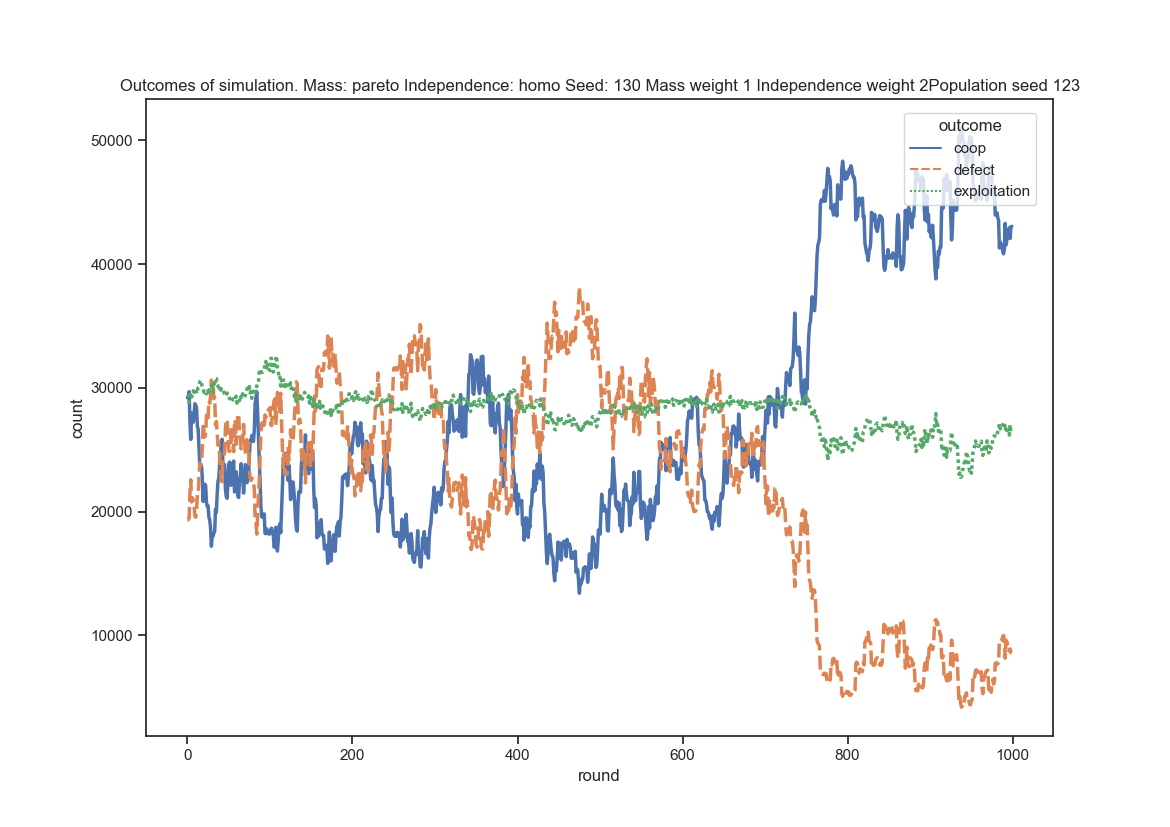 Outcomes of simulation. Mass: pareto Independence: homo Seed: 130 Mass weight 1 Independence weight 2Population seed 123
outcome
coop
defect
exploitation
50000
40000
30000
20000
10000
count
0 200 400 600 800 1000
round